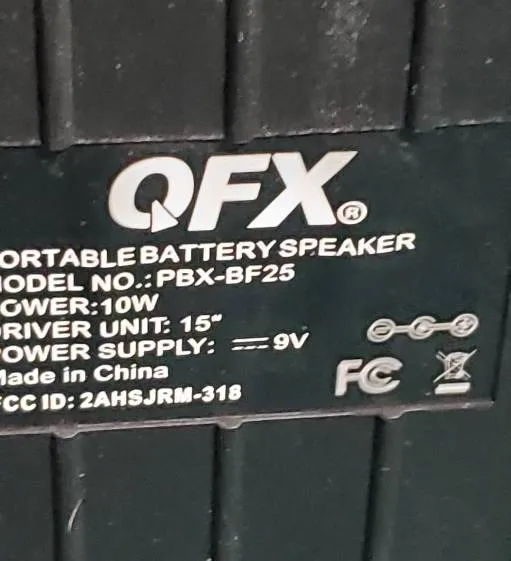 QFX®
ORTABLE BATTERY SPEAKER
ODEL NO.: PBX-BF25
OWER:10W
RIVER UNIT: 15"
OWER SUPPLY: ⎓9V
Made in China
FCC ID: 2AHSJRM-318
FC